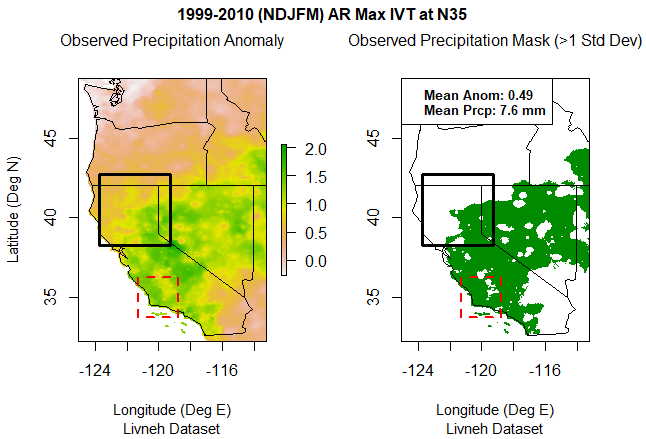 1999-2010 (NDJFM) AR Max IVT at N35
Observed Precipitation Anomaly
Observed Precipitation Mask (>1 Std Dev)
Latitude (Deg N)
45
40
35
-124
-120
-116
2.0
1.5
1.0
0.5
0.0
Longitude (Deg E)
Livneh Dataset
Mean Anom: 0.49
Mean Prcp: 7.6 mm
45
40
35
-124
-120
-116
Longitude (Deg E)
Livneh Dataset